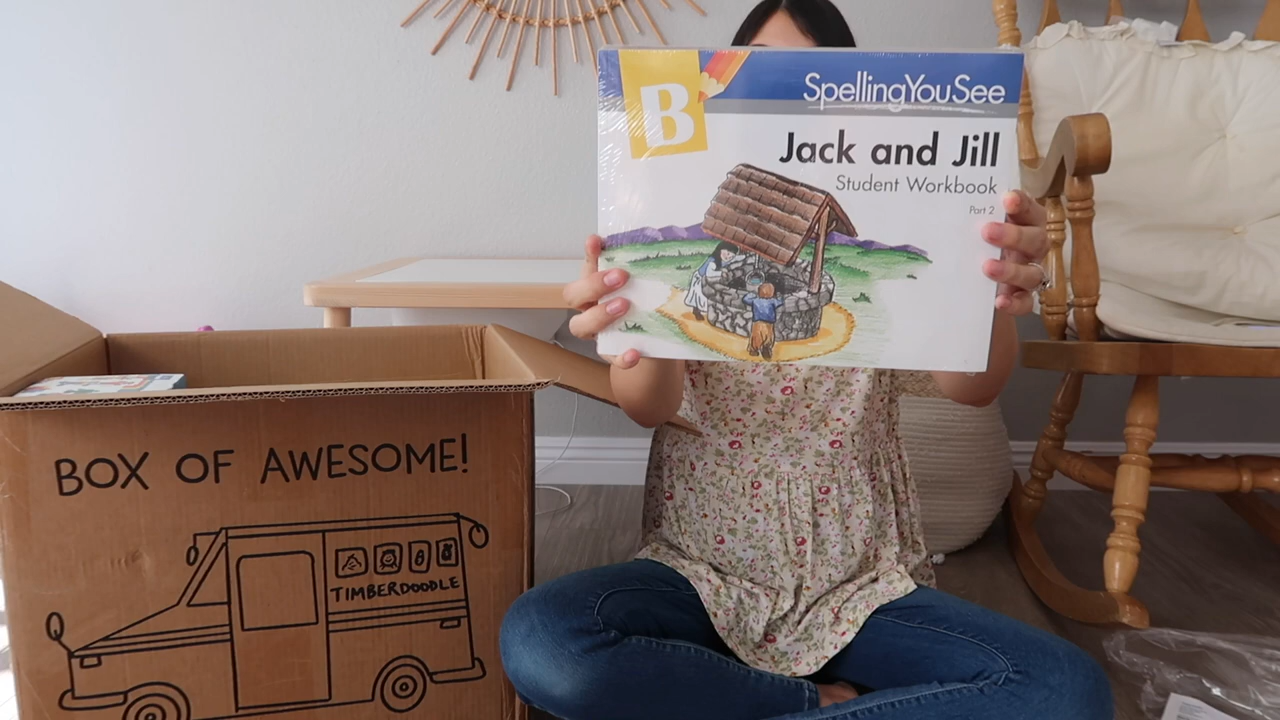 B
SpellingYouSee
Jack and Jill
Student Workbook
Part 2
BOX OF AWESOME!
TIMBERDOODLE